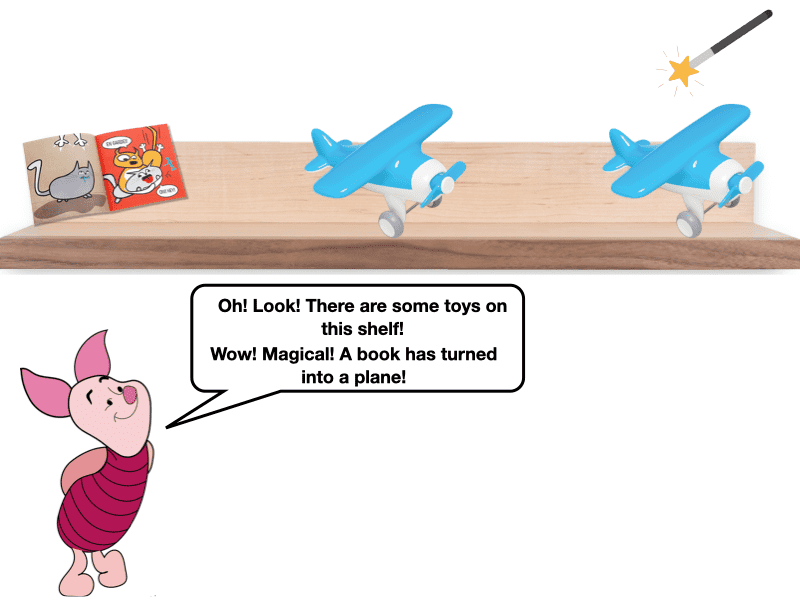 Oh! Look! There are some toys on
this shelf!
Wow! Magical! A book has turned
into a plane!